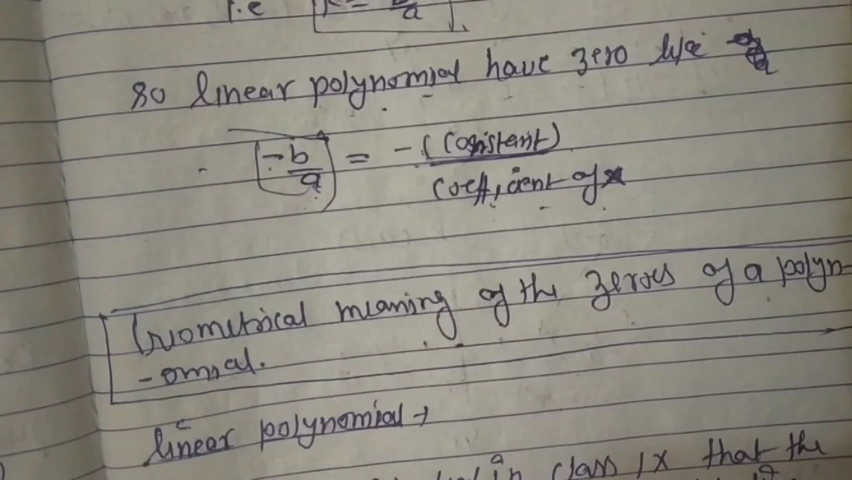 i.e k = -b/a
so linear polynomial have zero like
-b/a = -(constant)/coefficient of x
Geometrical meaning of the zeroes of a polyn-
-omial.
linear polynomial →
in class IX that the